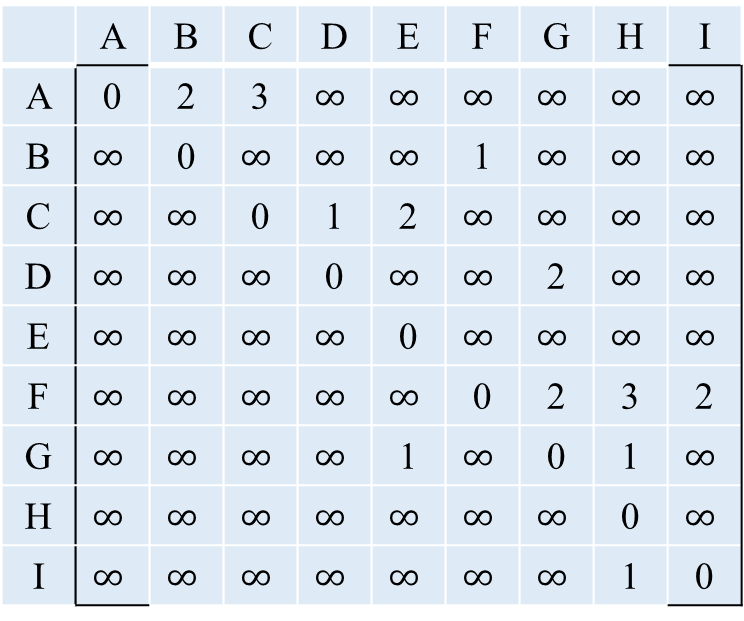 A B C D E F G H I
A 0 2 3 ∞ ∞ ∞ ∞ ∞ ∞
B ∞ 0 ∞ ∞ ∞ 1 ∞ ∞ ∞
C ∞ ∞ 0 1 2 ∞ ∞ ∞ ∞
D ∞ ∞ ∞ 0 ∞ ∞ 2 ∞ ∞
E ∞ ∞ ∞ ∞ 0 ∞ ∞ ∞ ∞
F ∞ ∞ ∞ ∞ ∞ 0 2 3 2
G ∞ ∞ ∞ ∞ 1 ∞ 0 1 ∞
H ∞ ∞ ∞ ∞ ∞ ∞ ∞ 0 ∞
I ∞ ∞ ∞ ∞ ∞ ∞ ∞ 1 0